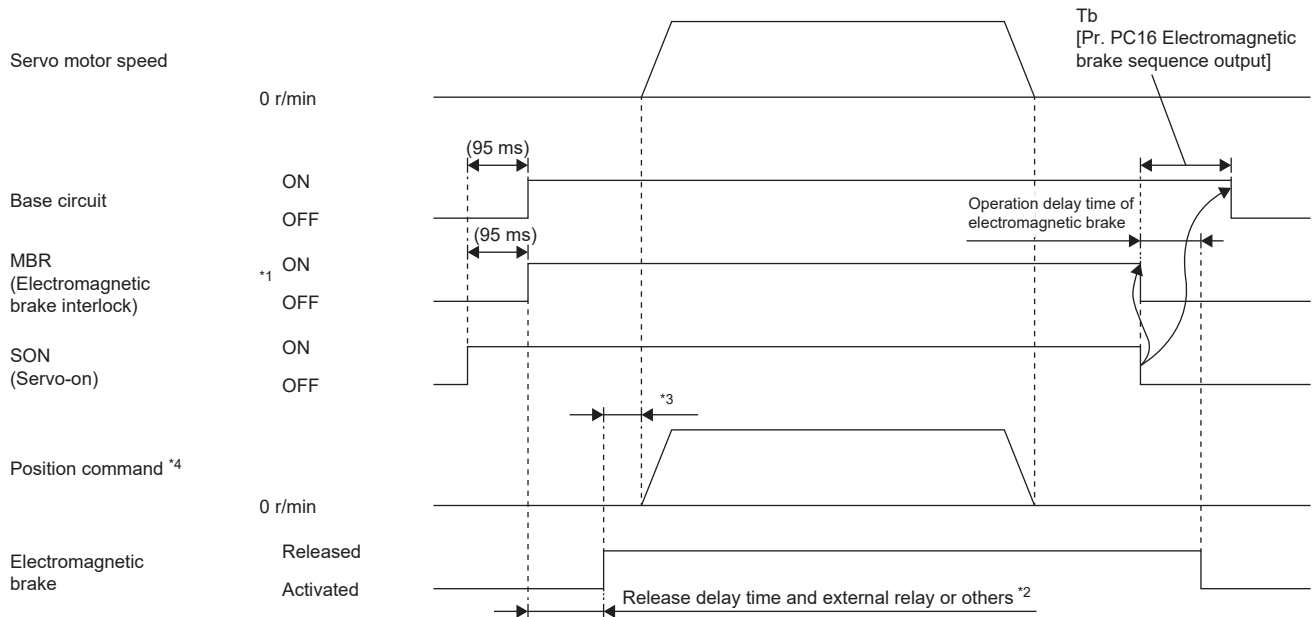 Tb
[Pr. PC16 Electromagnetic
brake sequence output]
Servo motor speed
0 r/min
(95 ms)
Base circuit
ON
OFF
Operation delay time of
electromagnetic brake
(95 ms)
MBR
(Electromagnetic
brake interlock)
*1
ON
OFF
SON
(Servo-on)
ON
OFF
*3
Position command *4
0 r/min
Electromagnetic
brake
Released
Activated
Release delay time and external relay or others *2